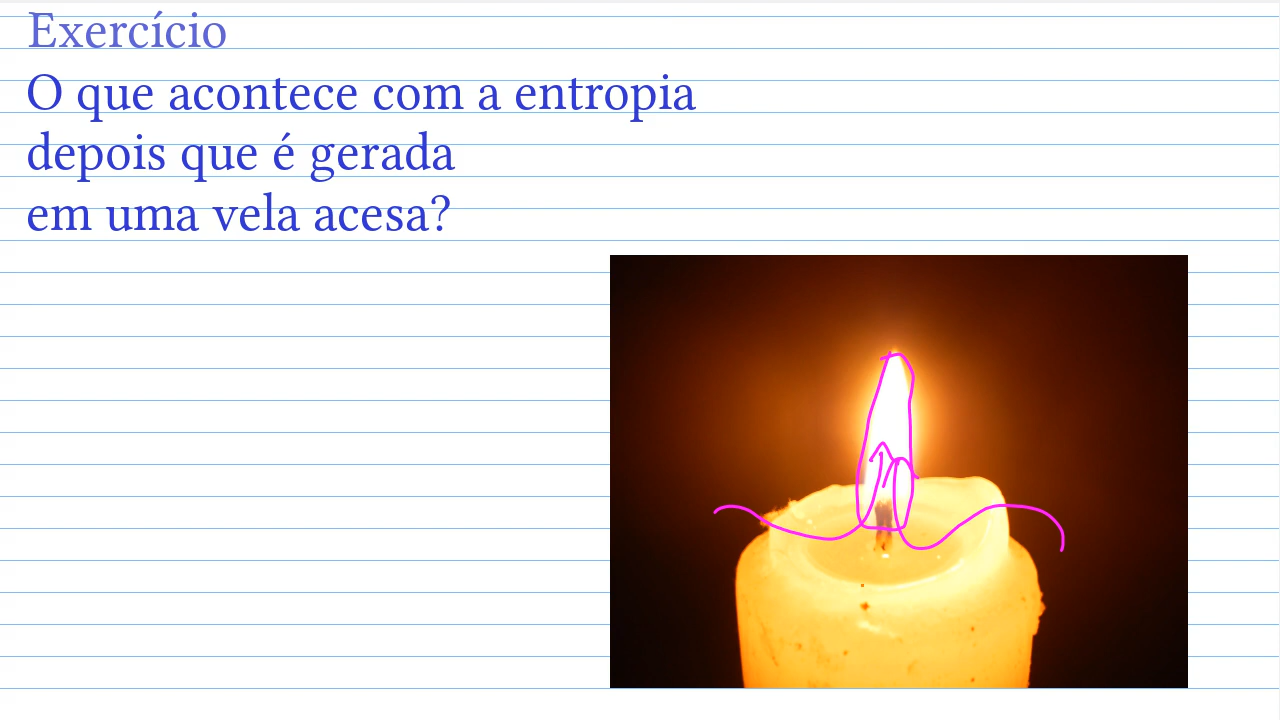 Exercício
O que acontece com a entropia
depois que é gerada
em uma vela acesa?